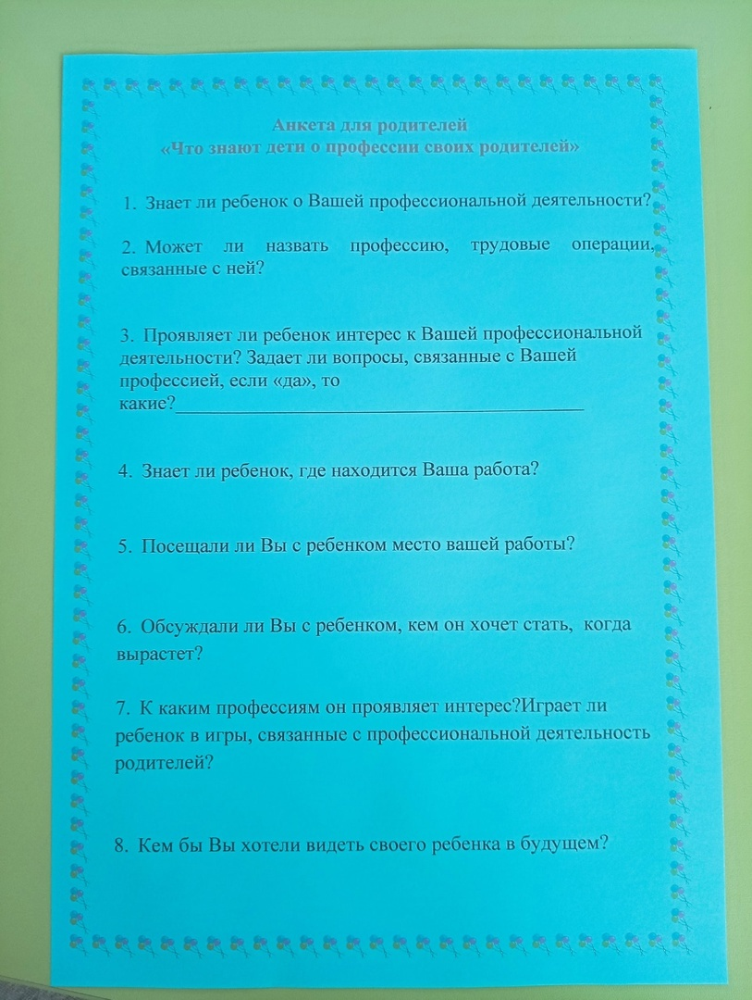 Анкета для родителей
«Что знают дети о профессии своих родителей»
1. Знает ли ребенок о Вашей профессиональной деятельности?
2. Может ли назвать профессию, трудовые операции,
связанные с ней?
3. Проявляет ли ребенок интерес к Вашей профессиональной
деятельности? Задает ли вопросы, связанные с Вашей
профессией, если «да», то
какие?________________________________________
4. Знает ли ребенок, где находится Ваша работа?
5. Посещали ли Вы с ребенком место вашей работы?
6. Обсуждали ли Вы с ребенком, кем он хочет стать, когда
вырастет?
7. К каким профессиям он проявляет интерес?Играет ли
ребенок в игры, связанные с профессиональной деятельность
родителей?
8. Кем бы Вы хотели видеть своего ребенка в будущем?